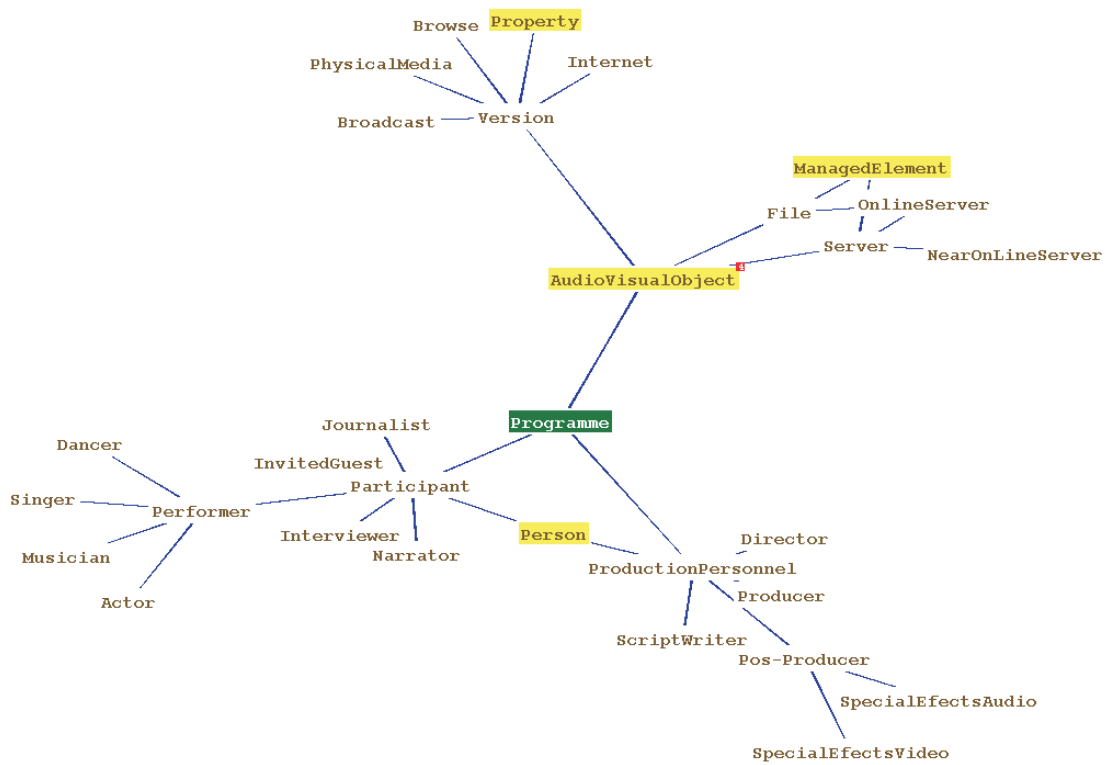 Browse
Property
PhysicalMedia
Internet
Broadcast
Version
ManagedElement
File
OnlineServer
Server
NearOnLineServer
AudioVisualObject
Programme
Journalist
Dancer
InvitedGuest
Participant
Singer
Performer
Interviewer
Person
Director
Narrator
Musician
ProductionPersonnel
Producer
Actor
ScriptWriter
Pos-Producer
SpecialEfectsAudio
SpecialEfectsVideo